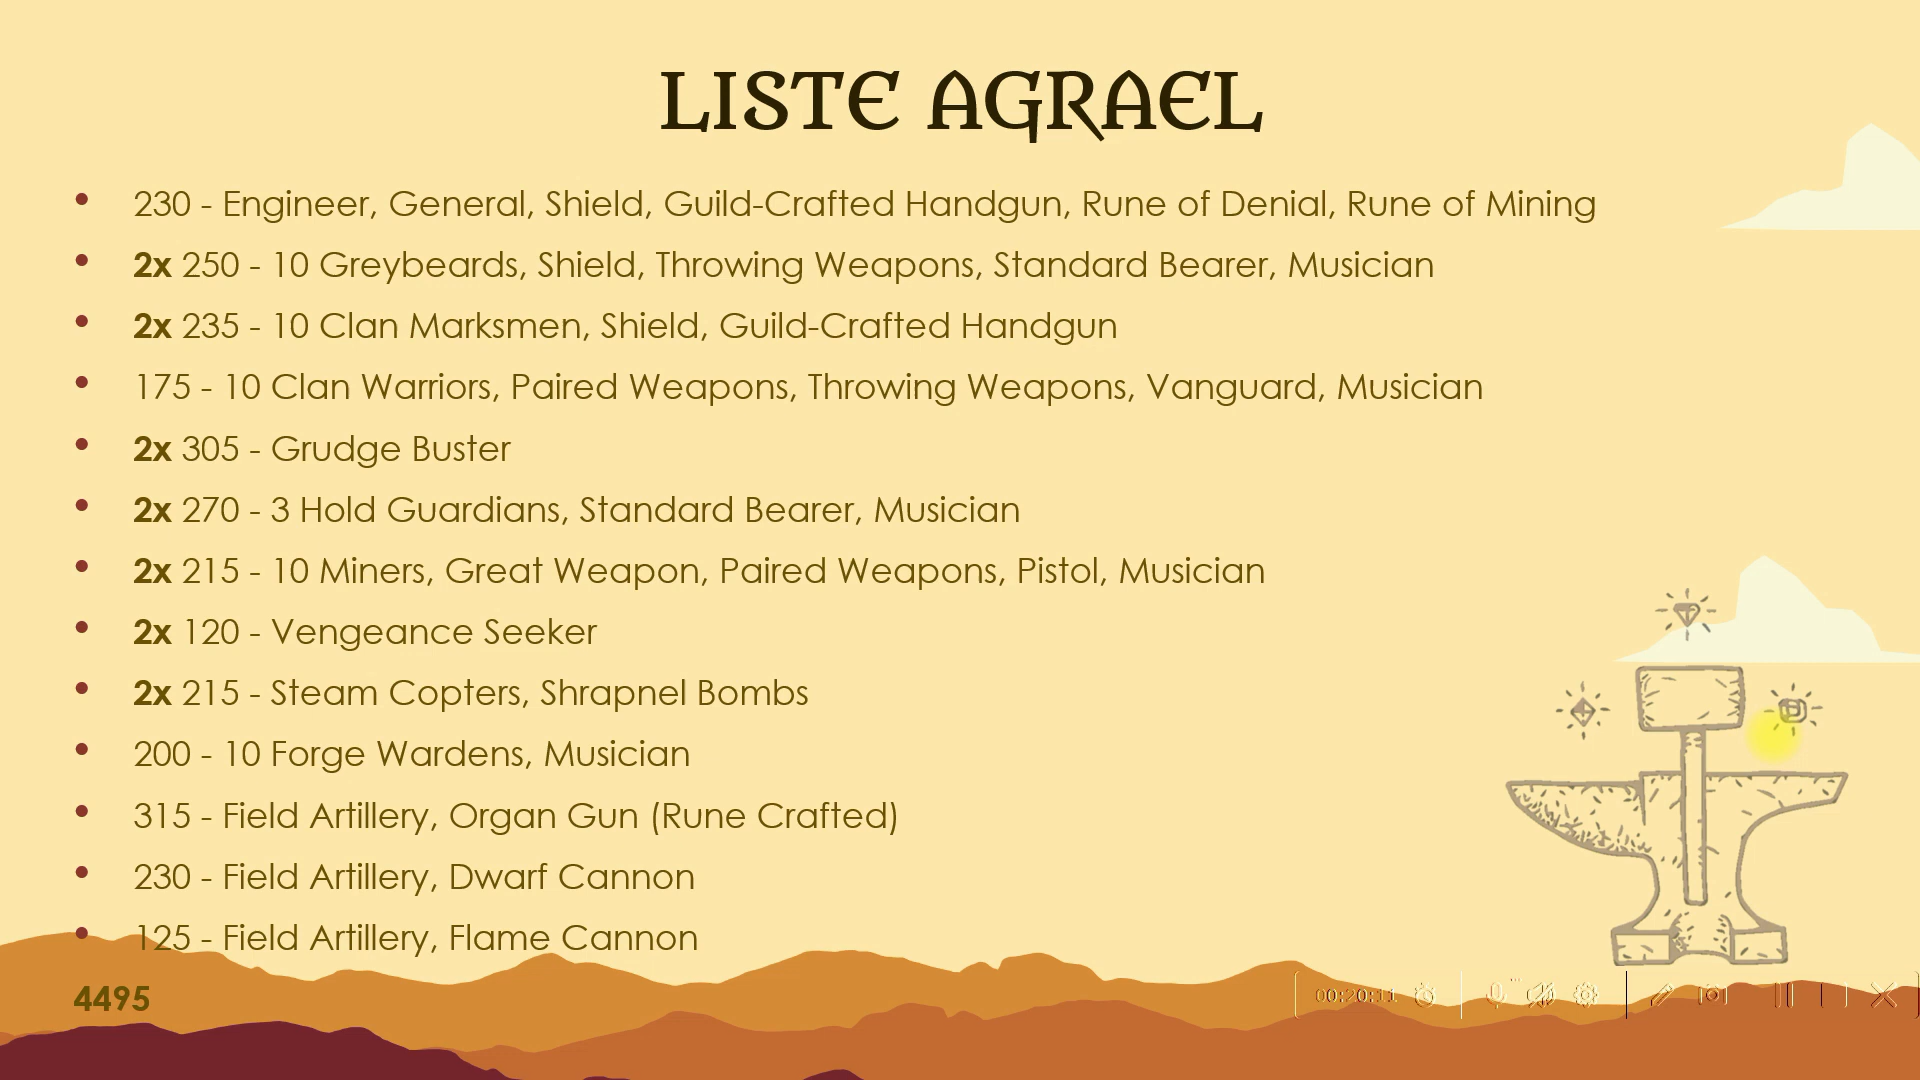 LISTE AGRAEL
• 230 - Engineer, General, Shield, Guild-Crafted Handgun, Rune of Denial, Rune of Mining
• 2x 250 - 10 Greybeards, Shield, Throwing Weapons, Standard Bearer, Musician
• 2x 235 - 10 Clan Marksmen, Shield, Guild-Crafted Handgun
• 175 - 10 Clan Warriors, Paired Weapons, Throwing Weapons, Vanguard, Musician
• 2x 305 - Grudge Buster
• 2x 270 - 3 Hold Guardians, Standard Bearer, Musician
• 2x 215 - 10 Miners, Great Weapon, Paired Weapons, Pistol, Musician
• 2x 120 - Vengeance Seeker
• 2x 215 - Steam Copters, Shrapnel Bombs
• 200 - 10 Forge Wardens, Musician
• 315 - Field Artillery, Organ Gun (Rune Crafted)
• 230 - Field Artillery, Dwarf Cannon
• 125 - Field Artillery, Flame Cannon
4495
00:20:11